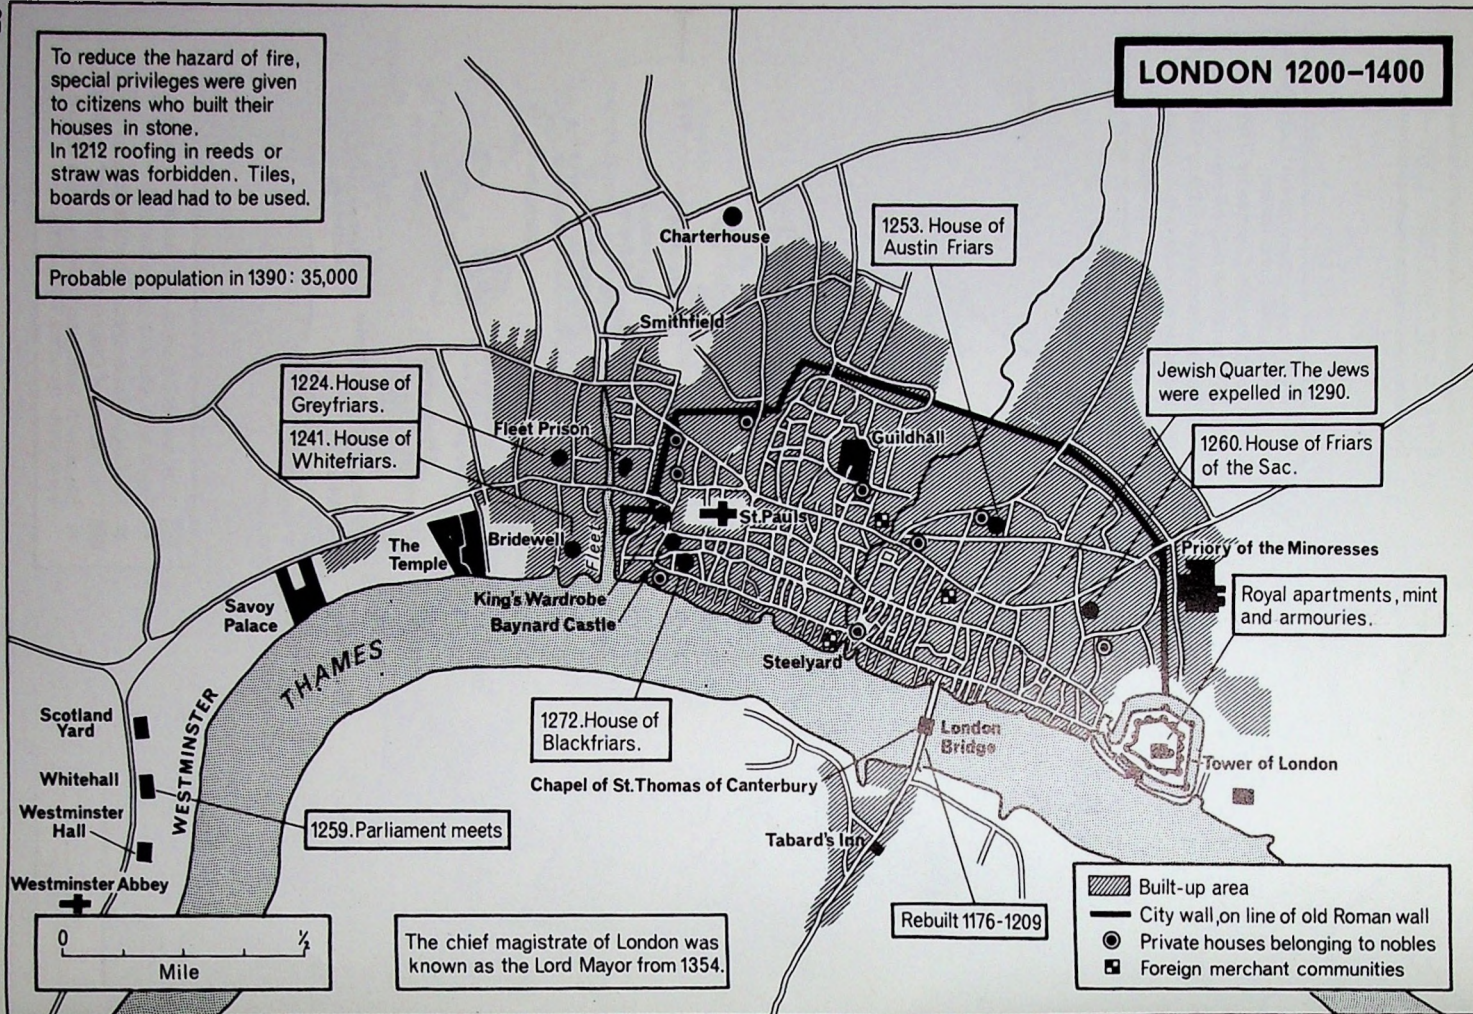 To reduce the hazard of fire,
special privileges were given
to citizens who built their
houses in stone.
In 1212 roofing in reeds or
straw was forbidden. Tiles,
boards or lead had to be used.
LONDON 1200–1400
Probable population in 1390: 35,000
Charterhouse
1253. House of
Austin Friars
Smithfield
1224. House of
Greyfriars.
1241. House of
Whitefriars.
Jewish Quarter. The Jews
were expelled in 1290.
1260. House of Friars
of the Sac.
Fleet Prison
Guildhall
St. Pauls
The
Temple
Bridewell
Fleet
Priory of the Minoresses
Savoy
Palace
King's Wardrobe
Baynard Castle
Royal apartments, mint
and armouries.
THAMES
Steelyard
1272. House of
Blackfriars.
London
Bridge
Tower of London
Scotland
Yard
WESTMINSTER
Whitehall
Chapel of St. Thomas of Canterbury
Westminster
Hall
1259. Parliament meets
Tabard's Inn
Westminster Abbey
0 ½
Mile
The chief magistrate of London was
known as the Lord Mayor from 1354.
Rebuilt 1176-1209
Built-up area
City wall, on line of old Roman wall
Private houses belonging to nobles
Foreign merchant communities